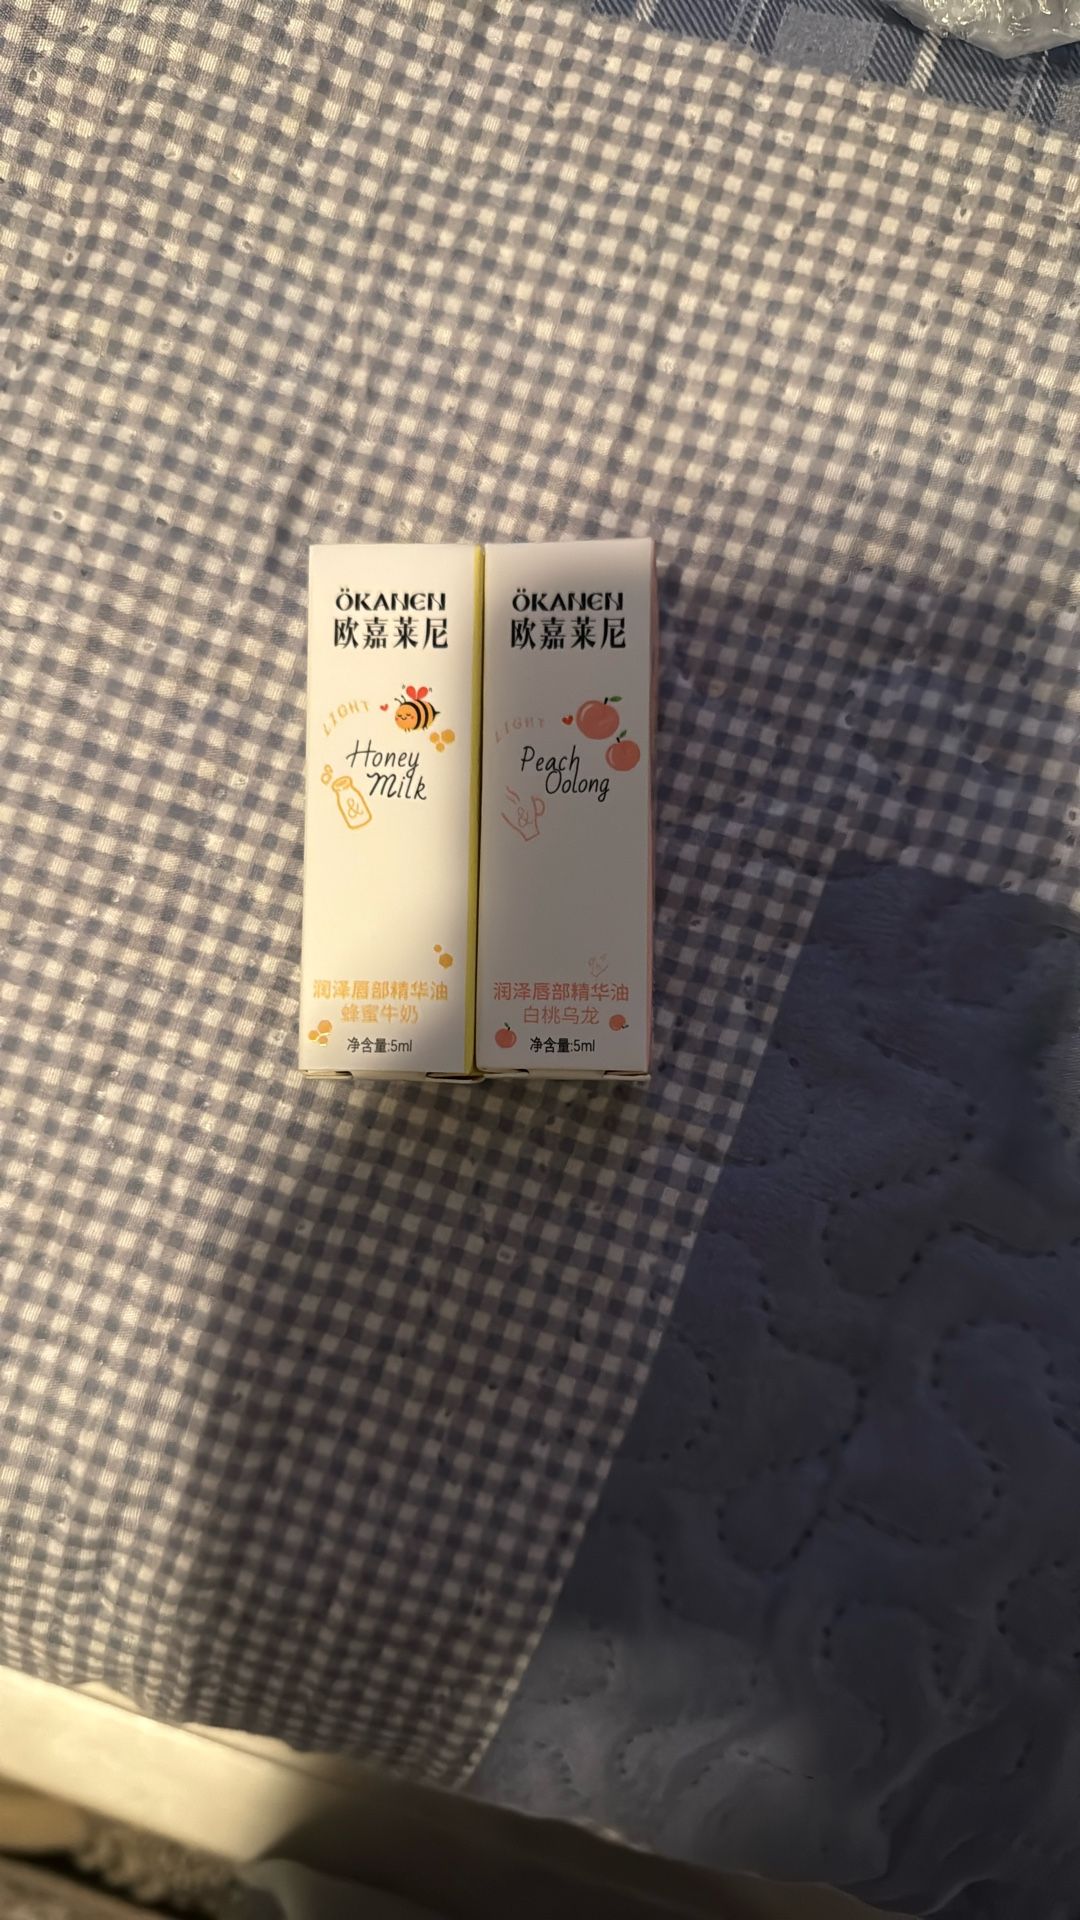 ÖKANEN
欧嘉莱尼
LIGHT
Honey
Milk
&
润泽唇部精华油
蜂蜜牛奶
净含量:5ml
ÖKANEN
欧嘉莱尼
LIGHT
Peach
Oolong
&
润泽唇部精华油
白桃乌龙
净含量:5ml